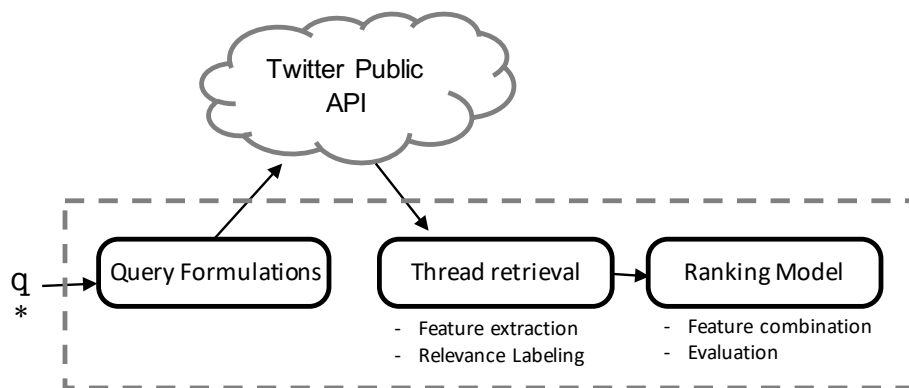 Twitter Public
API
q
*
Query Formulations
Thread retrieval
Ranking Model
- Feature extraction
- Relevance Labeling
- Feature combination
- Evaluation